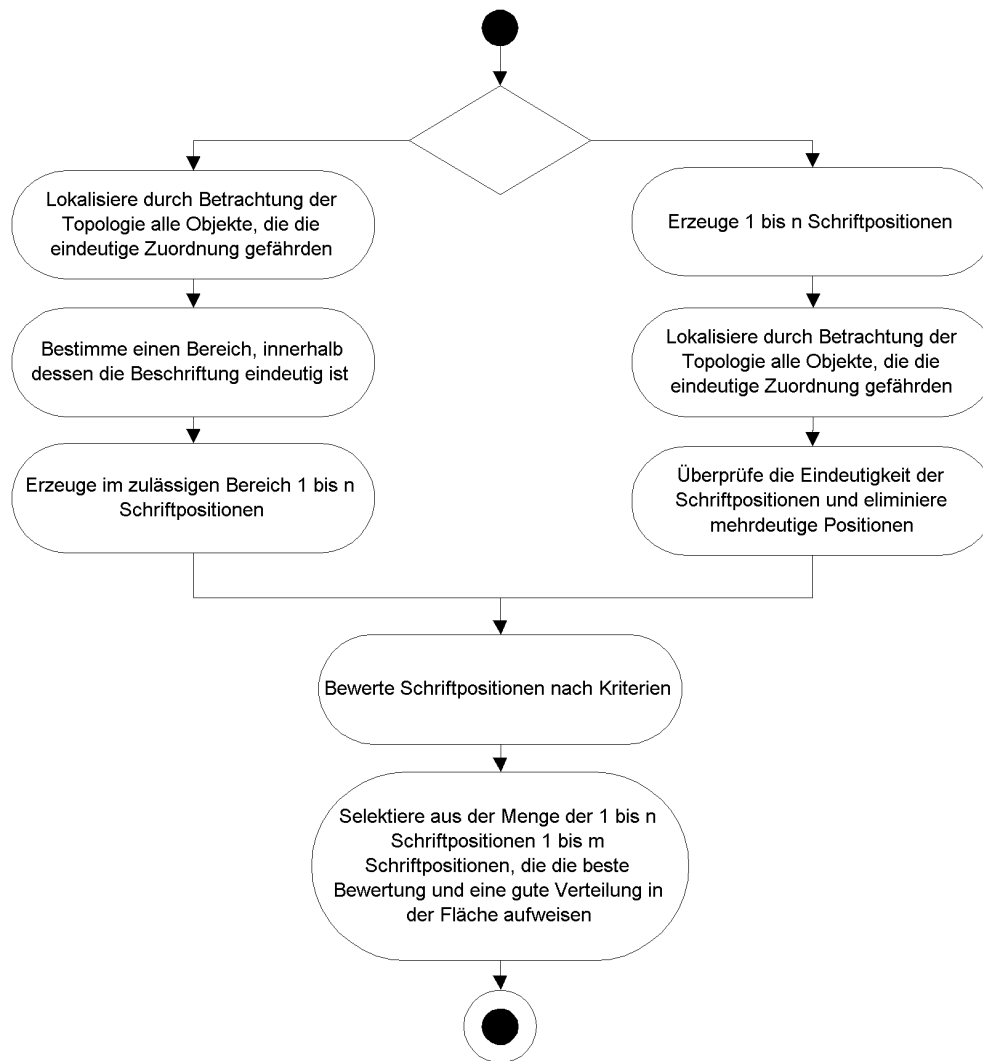 Lokalisiere durch Betrachtung der
Topologie alle Objekte, die die
eindeutige Zuordnung gefährden
Erzeuge 1 bis n Schriftpositionen
Bestimme einen Bereich, innerhalb
dessen die Beschriftung eindeutig ist
Lokalisiere durch Betrachtung der
Topologie alle Objekte, die die
eindeutige Zuordnung gefährden
Erzeuge im zulässigen Bereich 1 bis n
Schriftpositionen
Überprüfe die Eindeutigkeit der
Schriftpositionen und eliminiere
mehrdeutige Positionen
Bewerte Schriftpositionen nach Kriterien
Selektiere aus der Menge der 1 bis n
Schriftpositionen 1 bis m
Schriftpositionen, die die beste
Bewertung und eine gute Verteilung in
der Fläche aufweisen